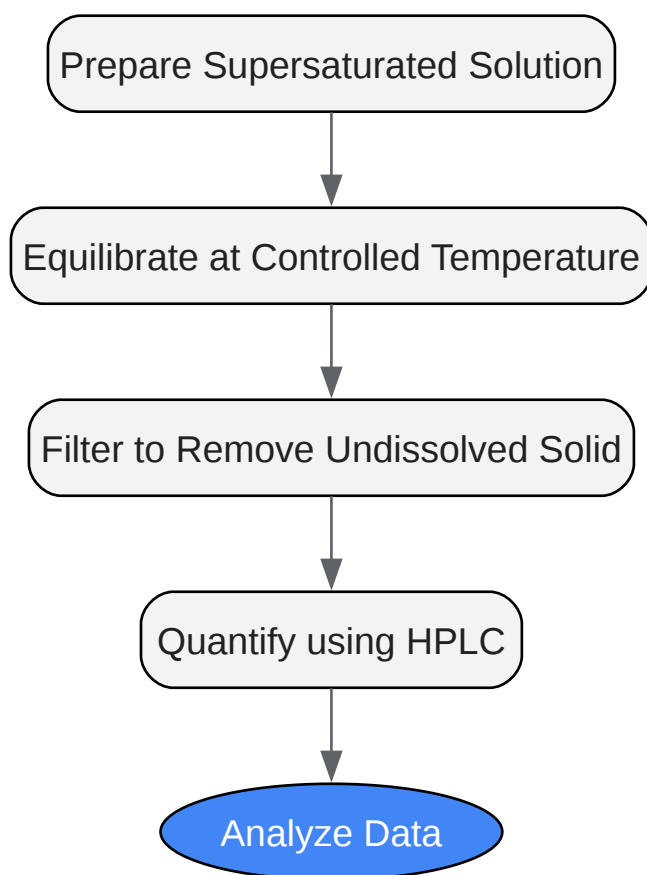 Prepare Supersaturated Solution
Equilibrate at Controlled Temperature
Filter to Remove Undissolved Solid
Quantify using HPLC
Analyze Data